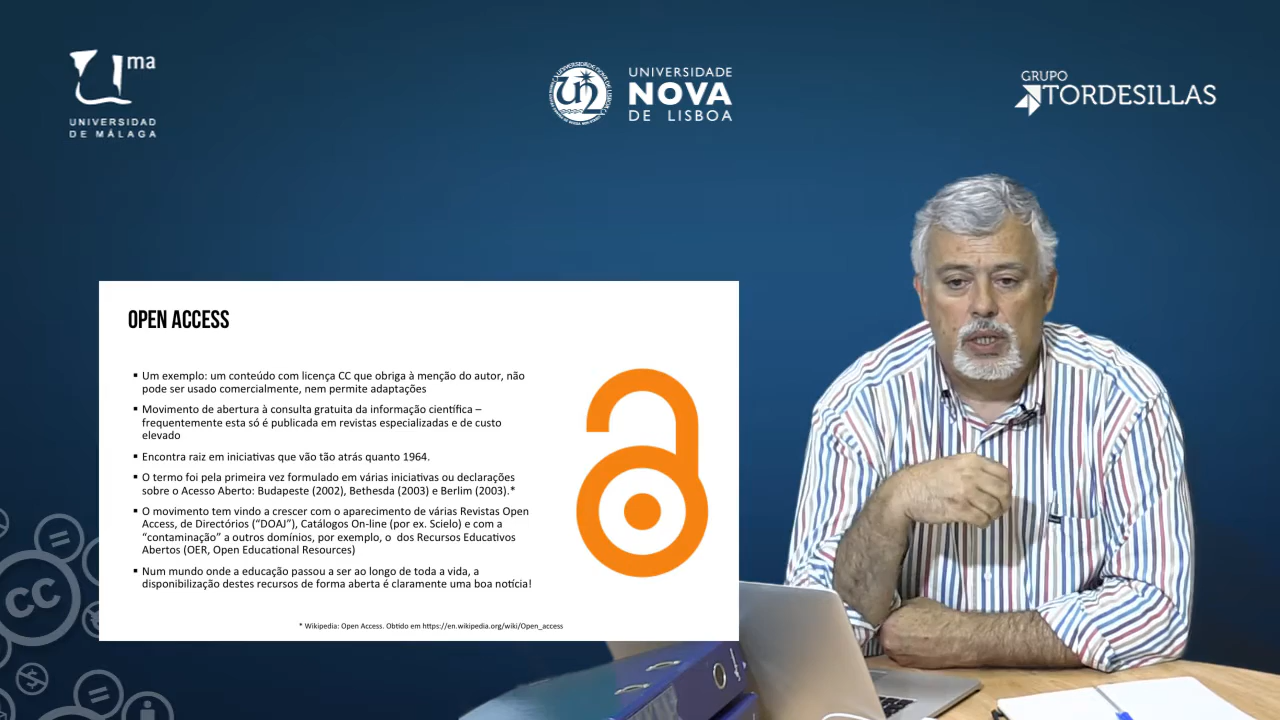 ma
UNIVERSIDAD
DE MÁLAGA
UNIVERSIDADE
NOVA
DE LISBOA
GRUPO
TORDESILLAS
OPEN ACCESS
▪ Um exemplo: um conteúdo com licença CC que obriga à menção do autor, não
pode ser usado comercialmente, nem permite adaptações
▪ Movimento de abertura à consulta gratuita da informação científica –
frequentemente esta só é publicada em revistas especializadas e de custo
elevado
▪ Encontra raiz em iniciativas que vão tão atrás quanto 1964.
▪ O termo foi pela primeira vez formulado em várias iniciativas ou declarações
sobre o Acesso Aberto: Budapeste (2002), Bethesda (2003) e Berlim (2003).*
▪ O movimento tem vindo a crescer com o aparecimento de várias Revistas Open
Access, de Directórios (“DOAJ”), Catálogos On-line (por ex. Scielo) e com a
“contaminação” a outros domínios, por exemplo, o dos Recursos Educativos
Abertos (OER, Open Educational Resources)
▪ Num mundo onde a educação passou a ser ao longo de toda a vida, a
disponibilização destes recursos de forma aberta é claramente uma boa notícia!
* Wikipedia: Open Access. Obtido em https://en.wikipedia.org/wiki/Open_access
CC